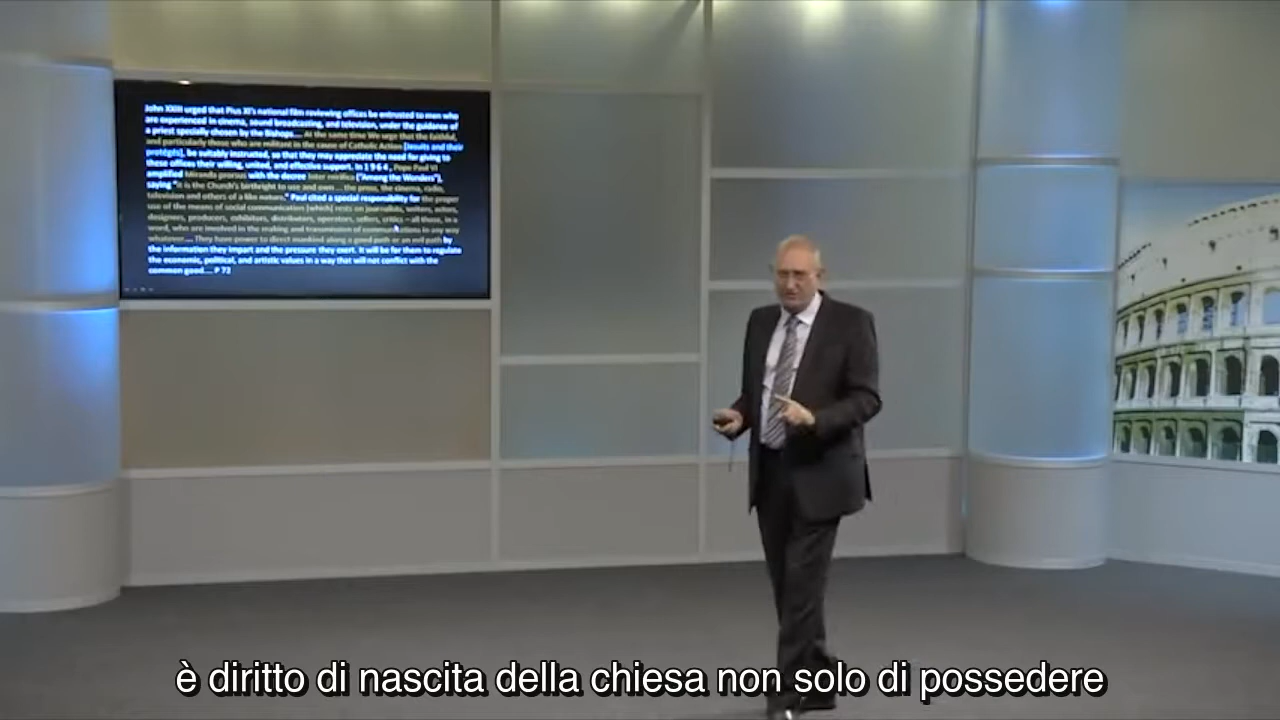 John XXIII urged that Pius XI's national film reviewing offices be entrusted to men who
are experienced in cinema, sound broadcasting, and television, under the guidance of
a priest specially chosen by the Bishops.... At the same time We urge that the faithful,
and particularly those who are militant in the cause of Catholic Action [Jesuits and their
protégés], be suitably instructed, so that they may appreciate the need for giving to
these offices their willing, united, and effective support. In 1 9 6 4 , Pope Paul VI
amplified Miranda prorsus with the decree Inter mirifica ("Among the Wonders"),
saying "it is the Church's birthright to use and own ... the press, the cinema, radio,
television and others of a like nature." Paul cited a special responsibility for the proper
use of the means of social communication [which] rests on journalists, writers, actors,
designers, producers, exhibitors, distributors, operators, sellers, critics – all those, in a
word, who are involved in the making and transmission of communications in any way
whatever.... They have power to direct mankind along a good path or an evil path by
the information they impart and the pressure they exert. It will be for them to regulate
the economic, political, and artistic values in a way that will not conflict with the
common good.... P 72
è diritto di nascita della chiesa non solo di possedere